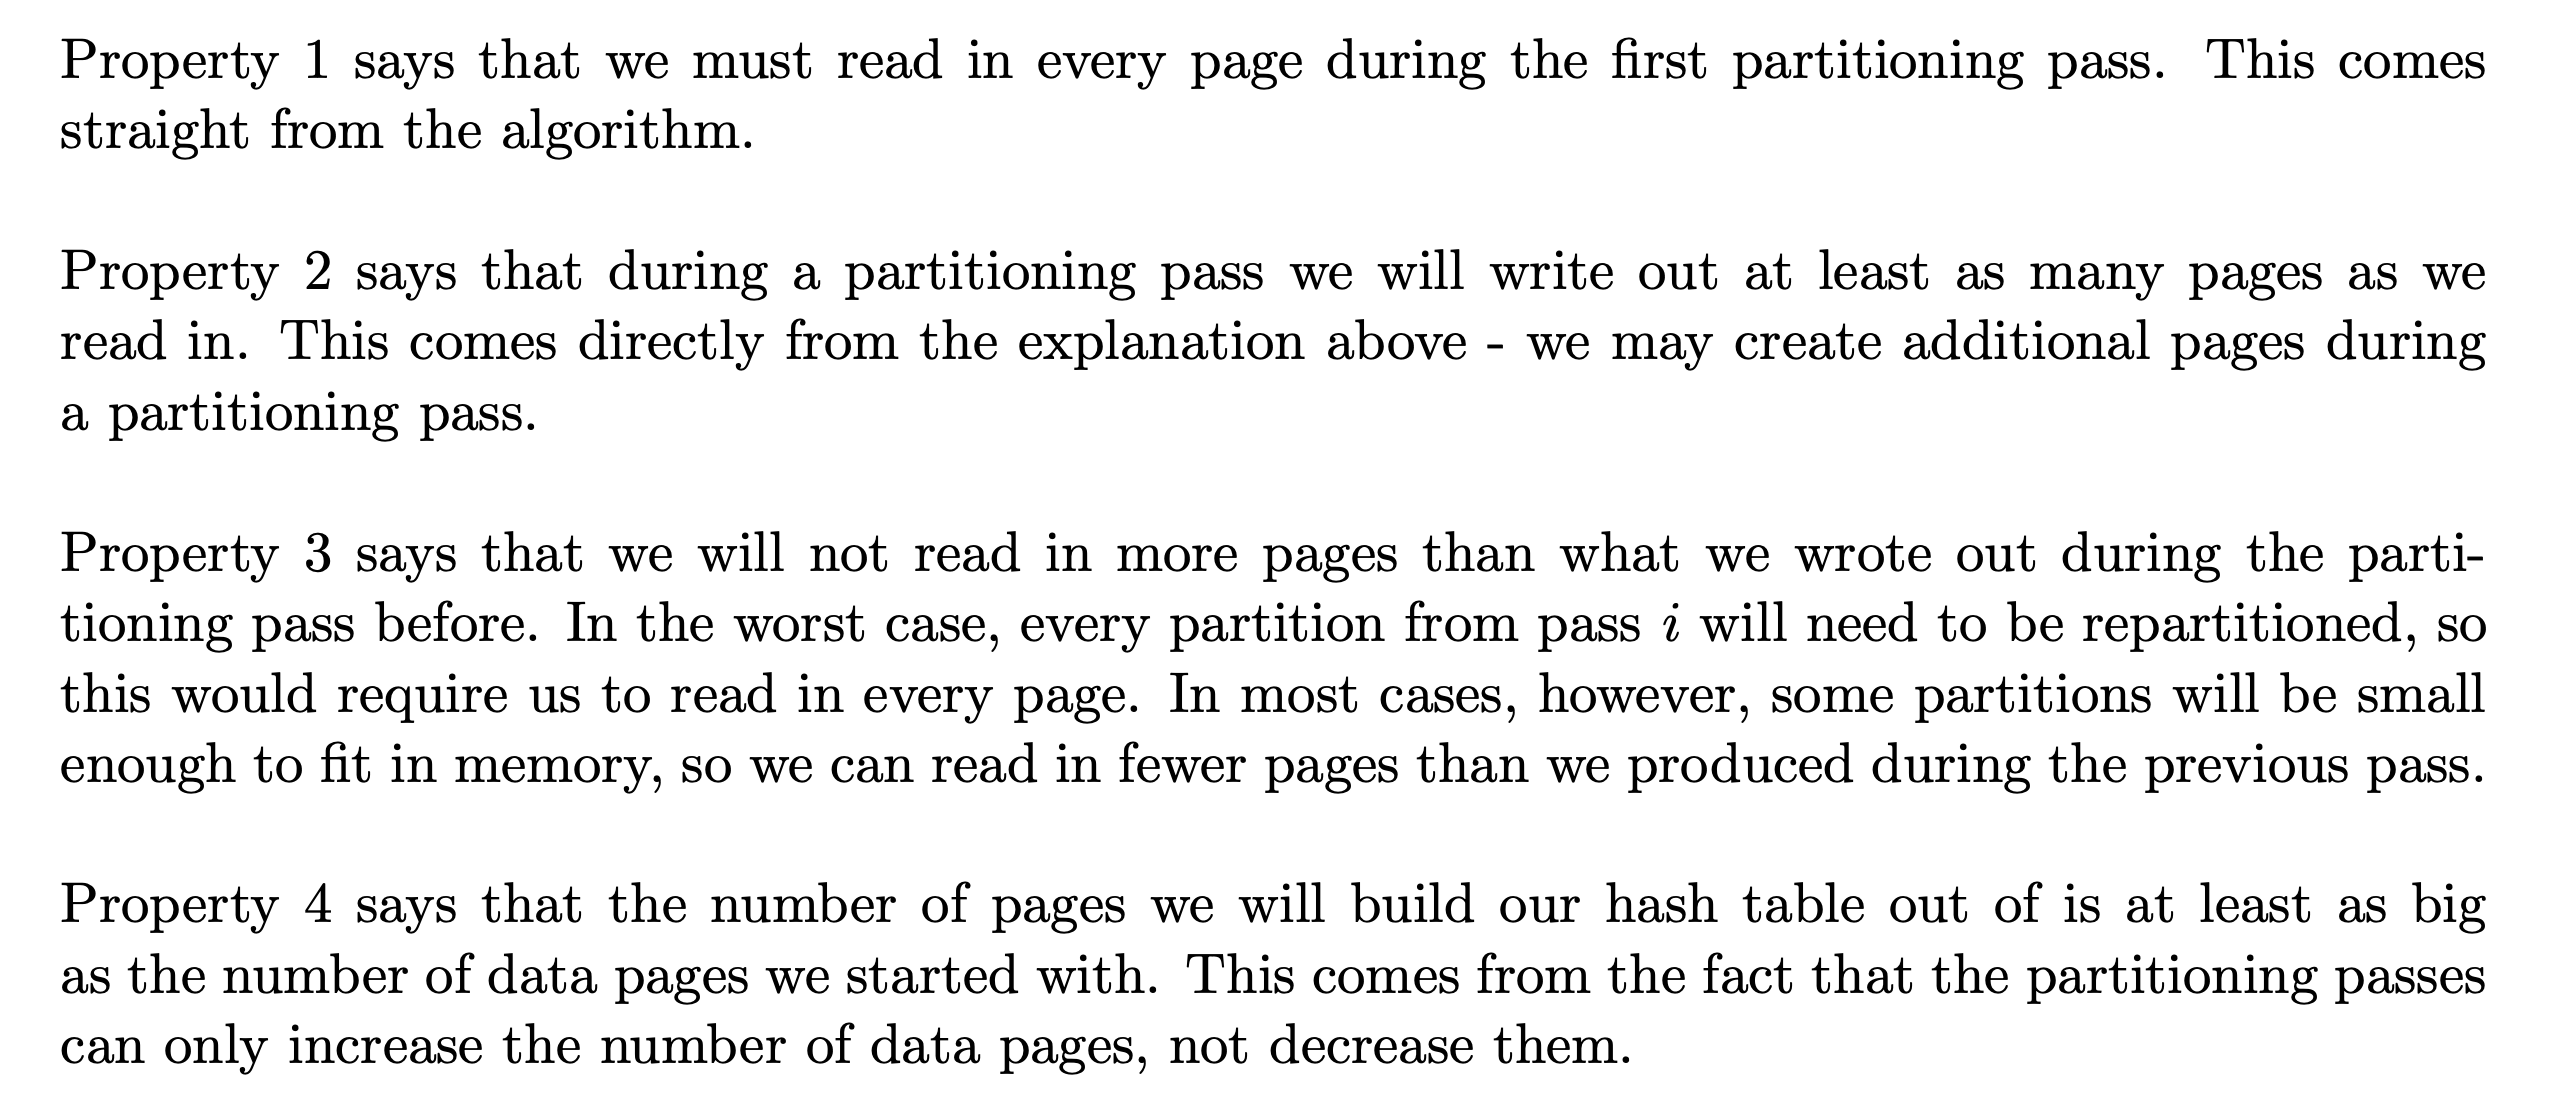 Property 1 says that we must read in every page during the first partitioning pass. This comes
straight from the algorithm.
Property 2 says that during a partitioning pass we will write out at least as many pages as we
read in. This comes directly from the explanation above - we may create additional pages during
a partitioning pass.
Property 3 says that we will not read in more pages than what we wrote out during the parti-
tioning pass before. In the worst case, every partition from pass i will need to be repartitioned, so
this would require us to read in every page. In most cases, however, some partitions will be small
enough to fit in memory, so we can read in fewer pages than we produced during the previous pass.
Property 4 says that the number of pages we will build our hash table out of is at least as big
as the number of data pages we started with. This comes from the fact that the partitioning passes
can only increase the number of data pages, not decrease them.